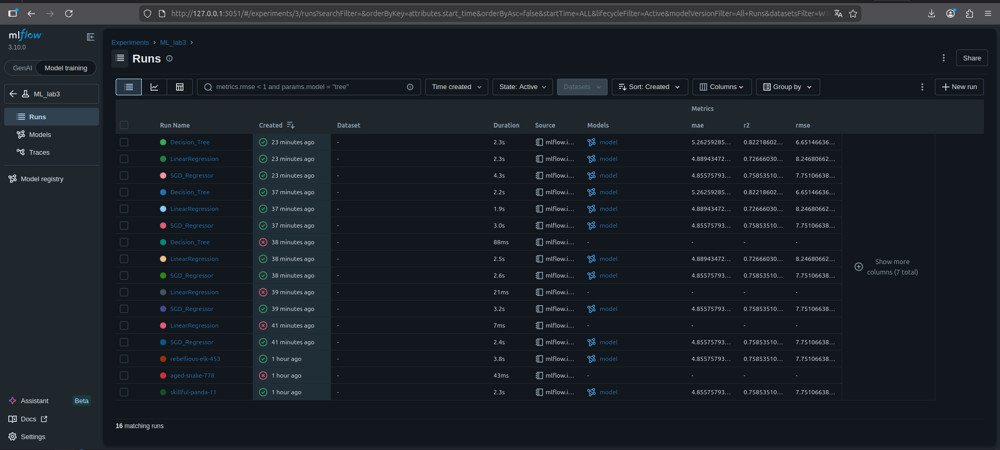 http://127.0.0.1:5051/#/experiments/3/runs?searchFilter=&orderByKey=attributes.start_time&orderByAsc=false&startTime=ALL&lifecycleFilter=Active&modelVersionFilter=All+Runs&datasetsFilter=W1
mlflow
3.10.0
GenAI Model training
ML_lab3
Runs
Models
Traces
Model registry
Assistant Beta
Docs
Settings
Experiments > ML_lab3 >
Runs
Share
metrics.rmse < 1 and params.model = "tree" Time created State: Active Datasets Sort: Created Columns Group by New run
Metrics
Run Name Created Dataset Duration Source Models mae r2 rmse
Decision_Tree 23 minutes ago - 2.3s mlflow.i... model 5.26259285... 0.82218602... 6.65146636...
LinearRegression 23 minutes ago - 2.3s mlflow.i... model 4.88943472... 0.72666030... 8.24680662...
SGD_Regressor 23 minutes ago - 4.3s mlflow.i... model 4.85575793... 0.75853510... 7.75106638...
Decision_Tree 37 minutes ago - 2.2s mlflow.i... model 5.26259285... 0.82218602... 6.65146636...
LinearRegression 37 minutes ago - 1.9s mlflow.i... model 4.88943472... 0.72666030... 8.24680662...
SGD_Regressor 37 minutes ago - 3.0s mlflow.i... model 4.85575793... 0.75853510... 7.75106638...
Decision_Tree 38 minutes ago - 88ms mlflow.i... - - - -
LinearRegression 38 minutes ago - 2.5s mlflow.i... model 4.88943472... 0.72666030... 8.24680662...
SGD_Regressor 38 minutes ago - 2.6s mlflow.i... model 4.85575793... 0.75853510... 7.75106638...
LinearRegression 39 minutes ago - 21ms mlflow.i... - - - -
SGD_Regressor 39 minutes ago - 3.2s mlflow.i... model 4.85575793... 0.75853510... 7.75106638...
LinearRegression 41 minutes ago - 7ms mlflow.i... - - - -
SGD_Regressor 41 minutes ago - 2.4s mlflow.i... model 4.85575793... 0.75853510... 7.75106638...
rebellious-elk-453 1 hour ago - 3.8s mlflow.i... model 4.85575793... 0.75853510... 7.75106638...
aged-snake-778 1 hour ago - 43ms mlflow.i... - - - -
skillful-panda-11 1 hour ago - 2.3s mlflow.i... model 4.85575793... 0.75853510... 7.75106638...
Show more
columns (7 total)
16 matching runs